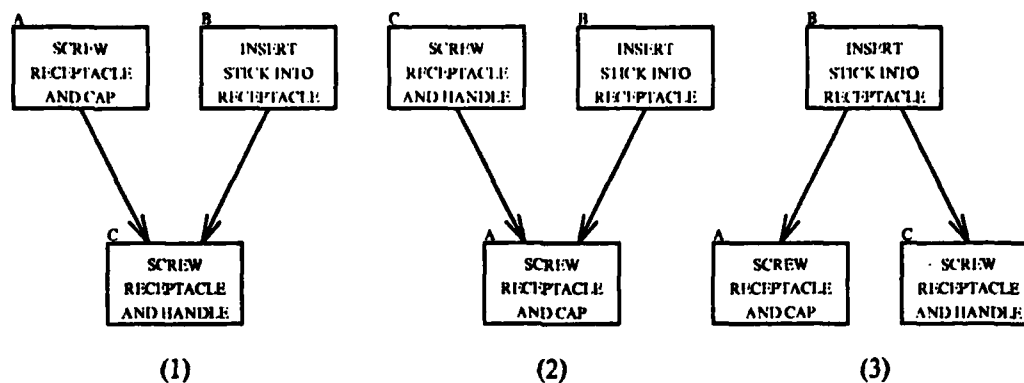 A
SCREW
RECEPTACLE
AND CAP
B
INSERT
STICK INTO
RECEPTACLE
C
SCREW
RECEPTACLE
AND HANDLE
(1)
C
SCREW
RECEPTACLE
AND HANDLE
B
INSERT
STICK INTO
RECEPTACLE
A
SCREW
RECEPTACLE
AND CAP
(2)
B
INSERT
STICK INTO
RECEPTACLE
A
SCREW
RECEPTACLE
AND CAP
C
SCREW
RECEPTACLE
AND HANDLE
(3)